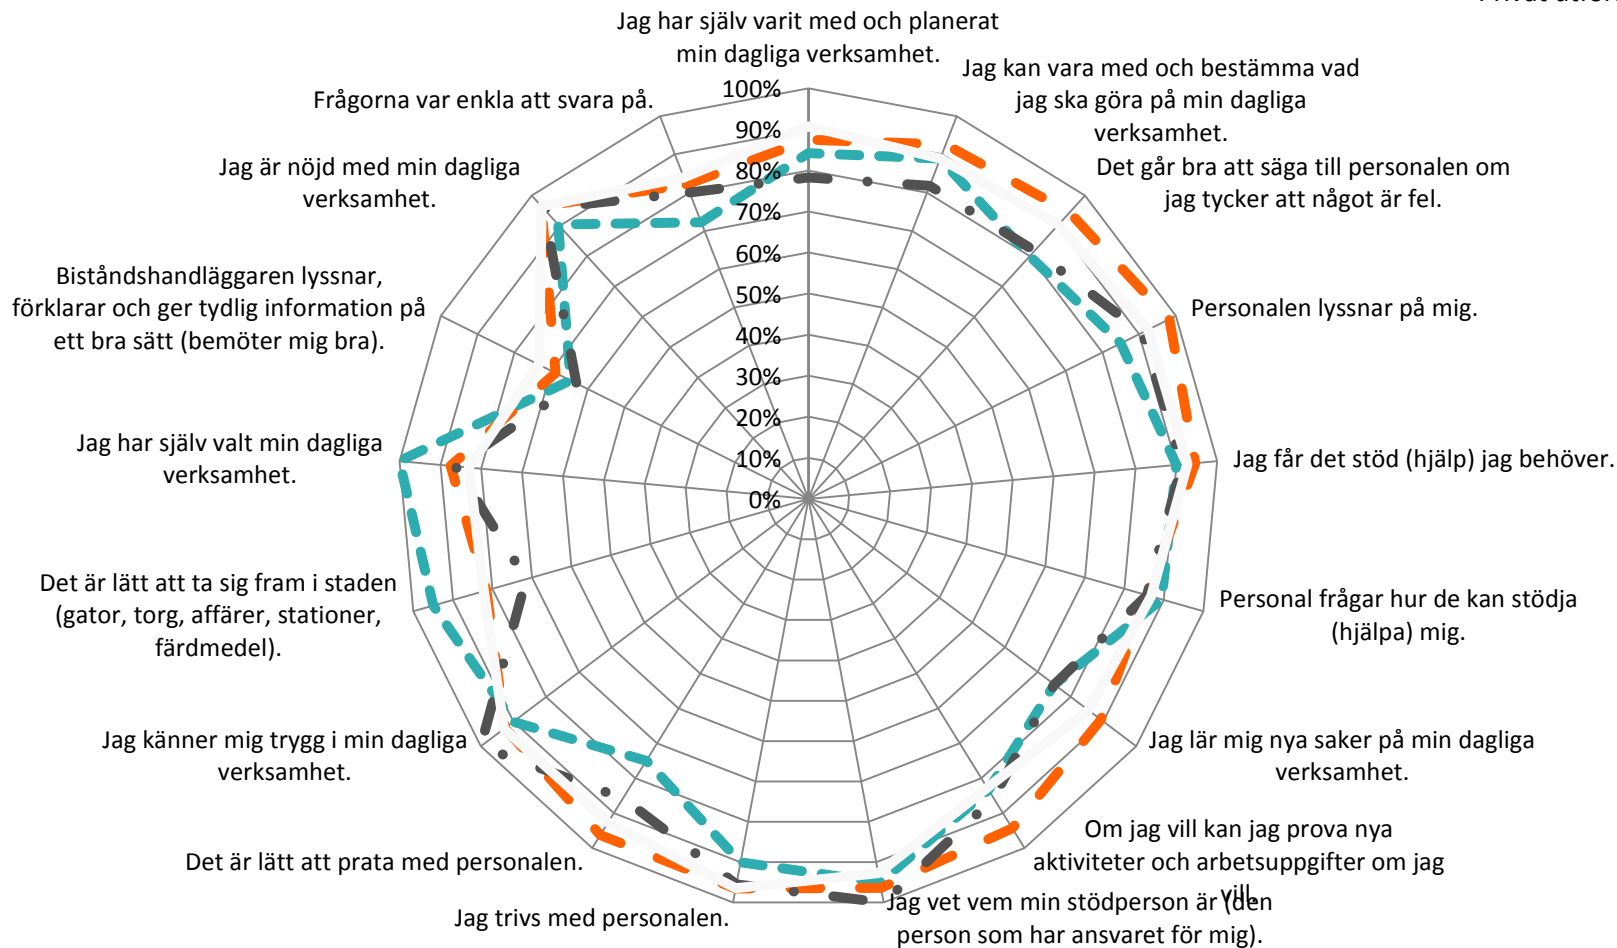 Jag har själv varit med och planerat
min dagliga verksamhet.
Jag kan vara med och bestämma vad
jag ska göra på min dagliga
verksamhet.
Det går bra att säga till personalen om
jag tycker att något är fel.
Personalen lyssnar på mig.
Jag får det stöd (hjälp) jag behöver.
Personal frågar hur de kan stödja
(hjälpa) mig.
Jag lär mig nya saker på min dagliga
verksamhet.
Om jag vill kan jag prova nya
aktiviteter och arbetsuppgifter om jag
vill.
Jag vet vem min stödperson är (den
person som har ansvaret för mig).
Jag trivs med personalen.
Det är lätt att prata med personalen.
Jag känner mig trygg i min dagliga
verksamhet.
Det är lätt att ta sig fram i staden
(gator, torg, affärer, stationer,
färdmedel).
Jag har själv valt min dagliga
verksamhet.
Biståndshandläggaren lyssnar,
förklarar och ger tydlig information på
ett bra sätt (bemöter mig bra).
Jag är nöjd med min dagliga
verksamhet.
Frågorna var enkla att svara på.
100%
90%
80%
70%
60%
50%
40%
30%
20%
10%
0%